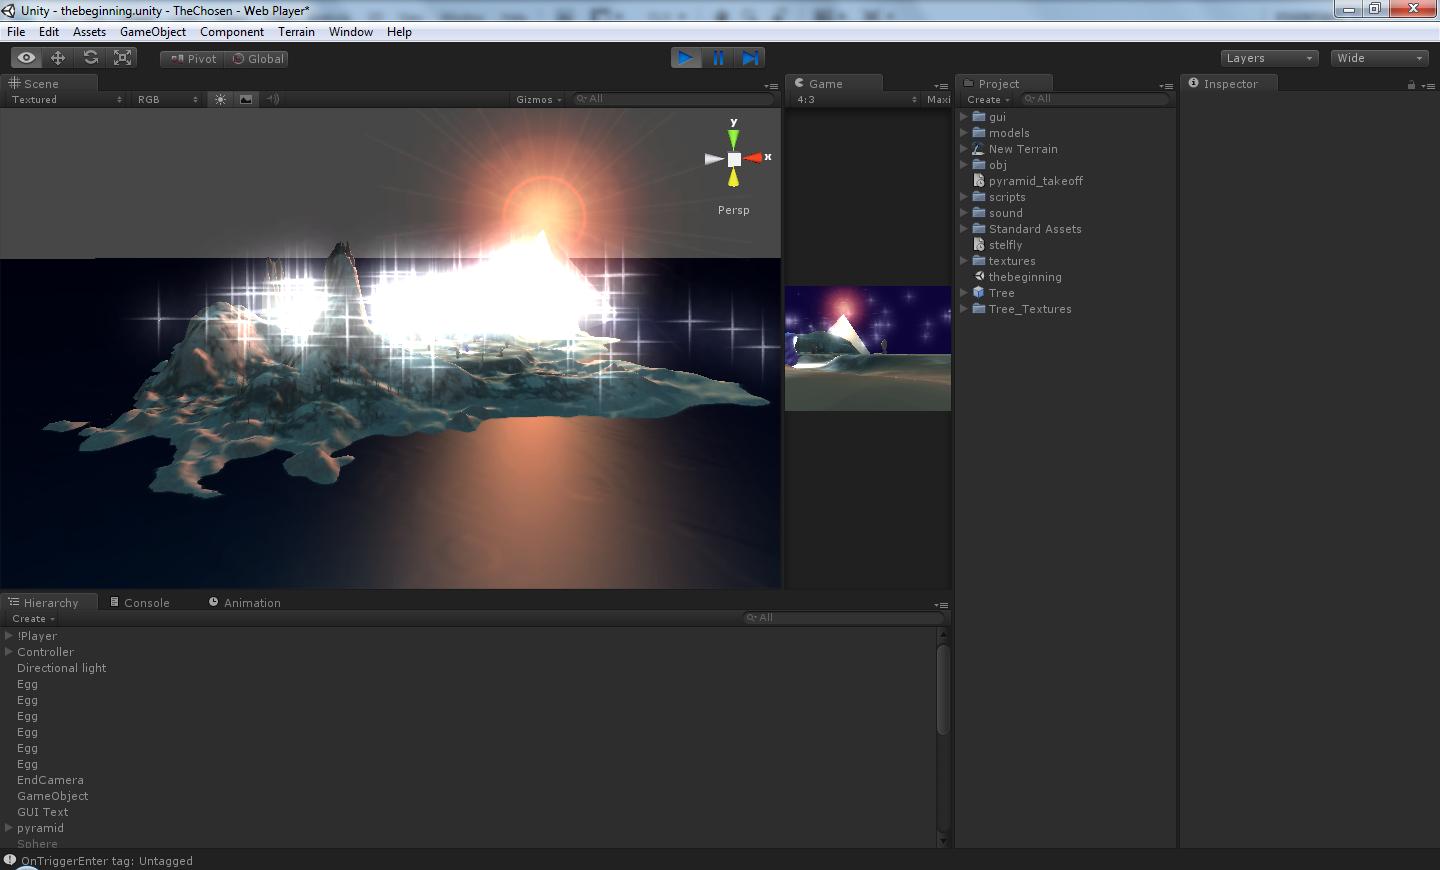 Unity - thebeginning.unity - TheChosen - Web Player*
File Edit Assets GameObject Component Terrain Window Help
Pivot Global Layers Wide
Scene Game Project Inspector
Textured RGB Gizmos All 4:3 Maxi Create All
y
x
Persp
gui
models
New Terrain
obj
pyramid_takeoff
scripts
sound
Standard Assets
stelfly
textures
thebeginning
Tree
Tree_Textures
Hierarchy Console Animation
Create All
!Player
Controller
Directional light
Egg
Egg
Egg
Egg
Egg
Egg
EndCamera
GameObject
GUI Text
pyramid
Sphere
OnTriggerEnter tag: Untagged